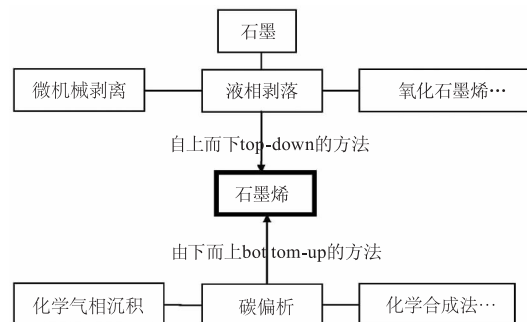 石墨
微机械剥离
液相剥落
氧化石墨烯…
自上而下top-down的方法
石墨烯
由下而上bot tom-up的方法
化学气相沉积
碳偏析
化学合成法…